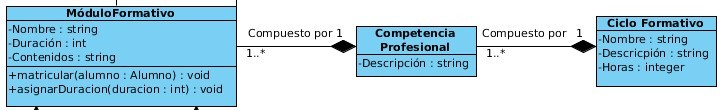 MóduloFormativo
-Nombre : string
-Duración : int
-Contenidos : string
+matricular(alumno : Alumno) : void
+asignarDuracion(duracion : int) : void
Compuesto por 1
1..*
Competencia
Profesional
-Descripción : string
Compuesto por 1
1..*
Ciclo Formativo
-Nombre : string
-Descricpión : string
-Horas : integer